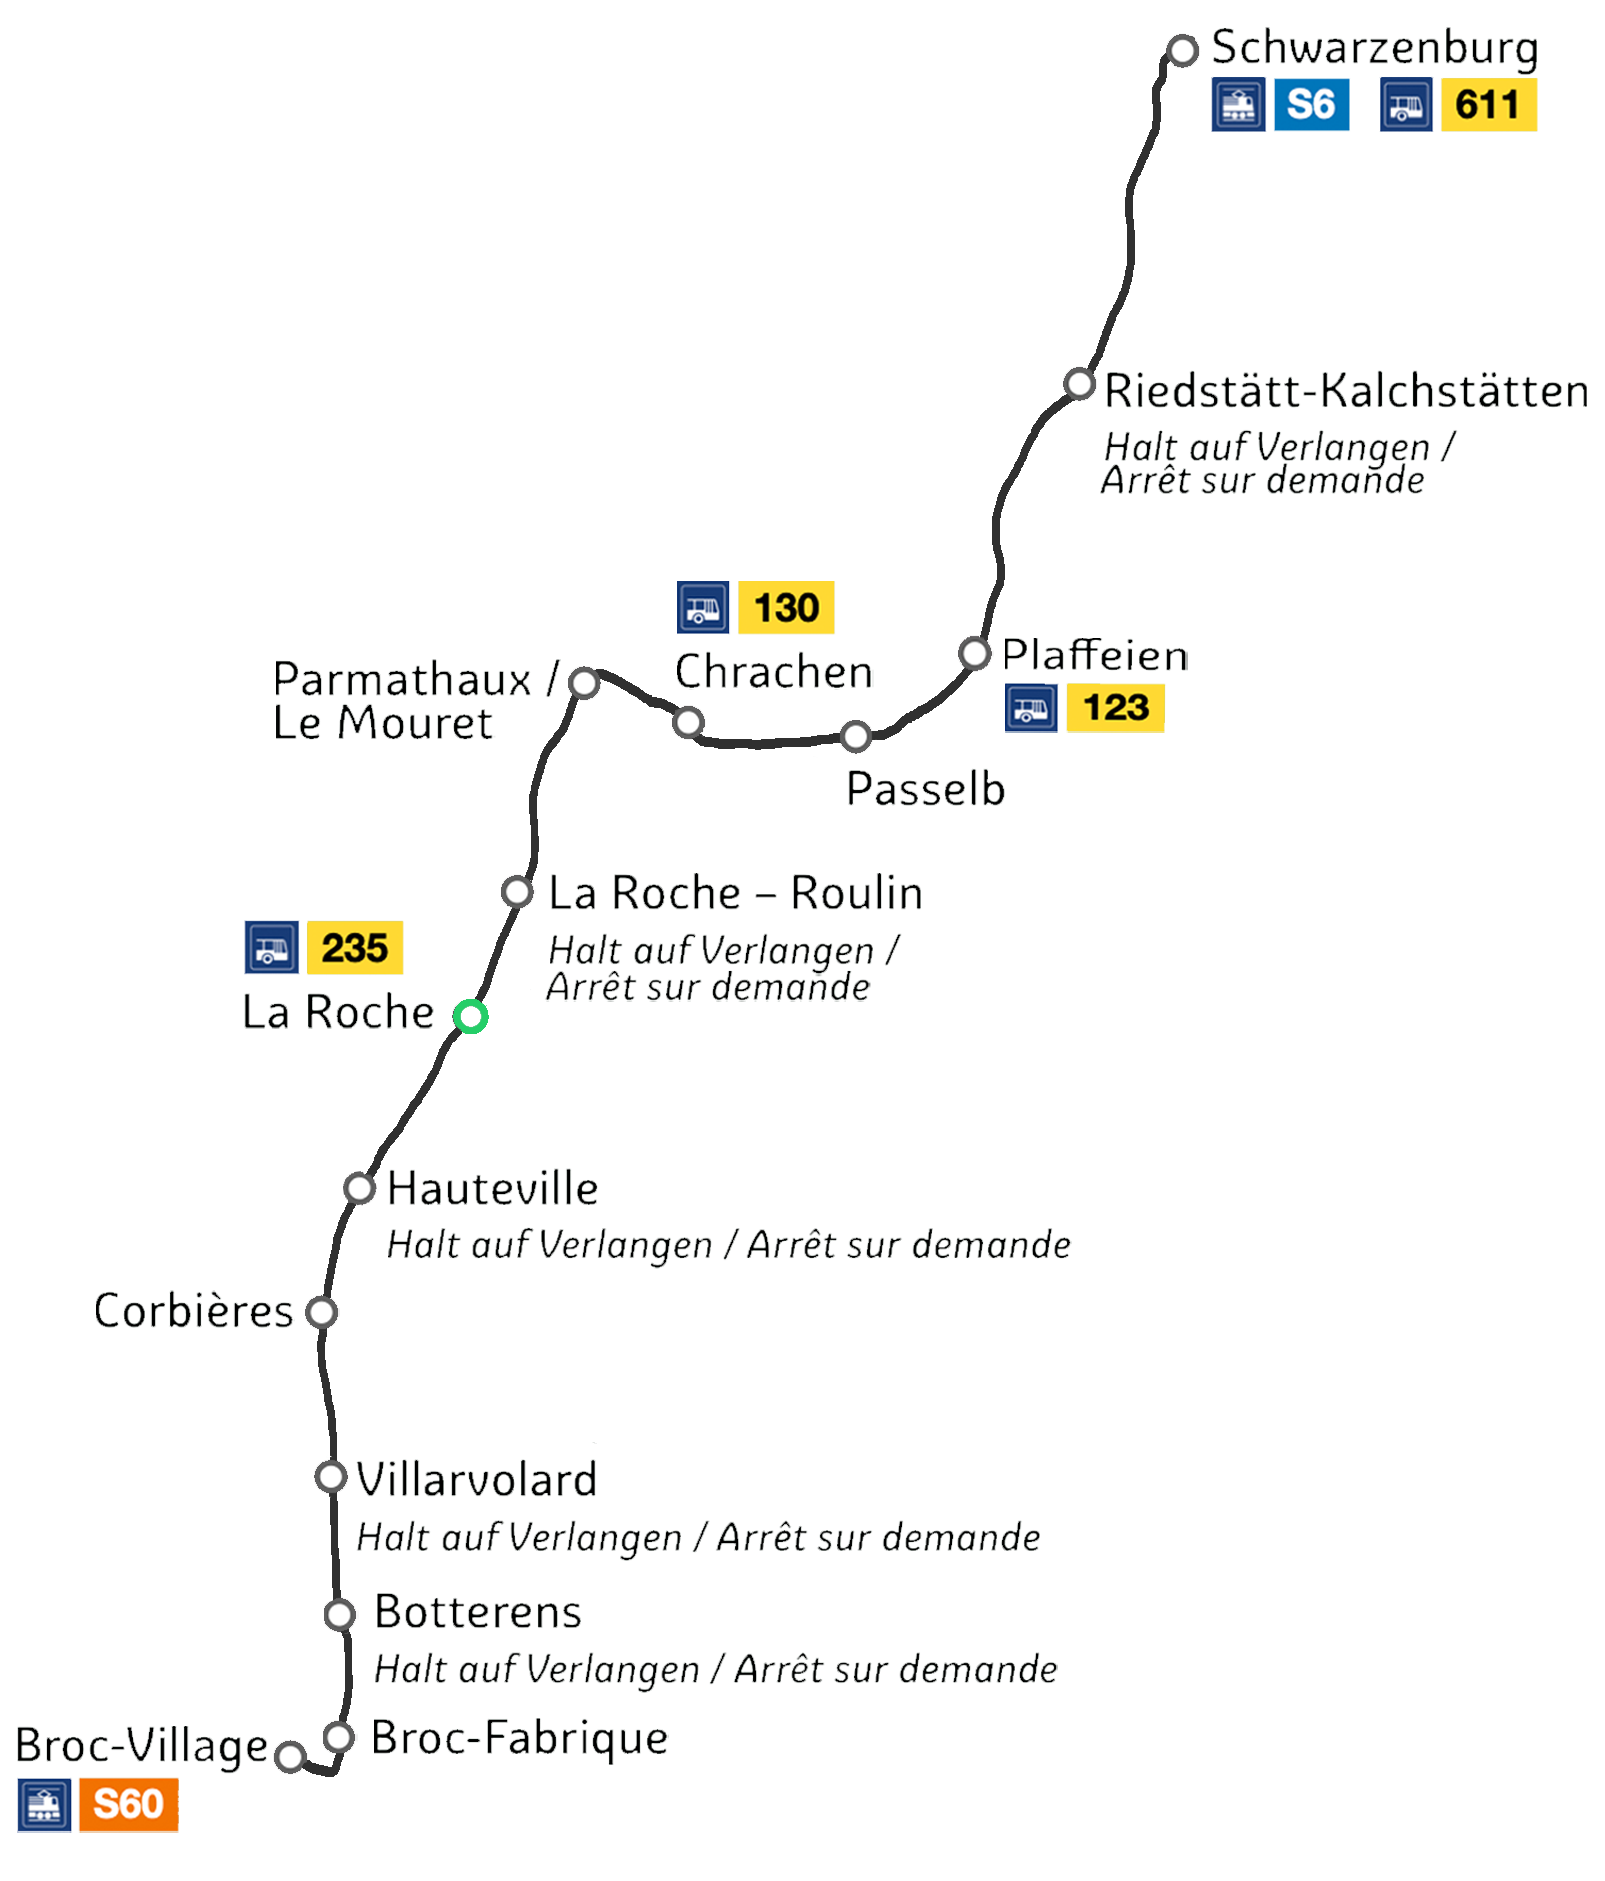 Schwarzenburg
S6 611
Riedstätt-Kalchstätten
Halt auf Verlangen /
Arrêt sur demande
130
Chrachen
Plaffeien
123
Parmathaux /
Le Mouret
Passelb
La Roche – Roulin
Halt auf Verlangen /
Arrêt sur demande
235
La Roche
Hauteville
Halt auf Verlangen / Arrêt sur demande
Corbières
Villarvolard
Halt auf Verlangen / Arrêt sur demande
Botterens
Halt auf Verlangen / Arrêt sur demande
Broc-Fabrique
Broc-Village
S60